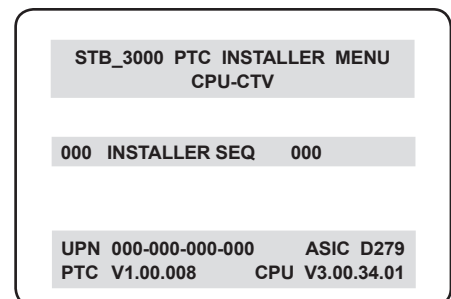 STB_3000 PTC INSTALLER MENU
CPU-CTV
000 INSTALLER SEQ 000
UPN 000-000-000-000 ASIC D279
PTC V1.00.008 CPU V3.00.34.01